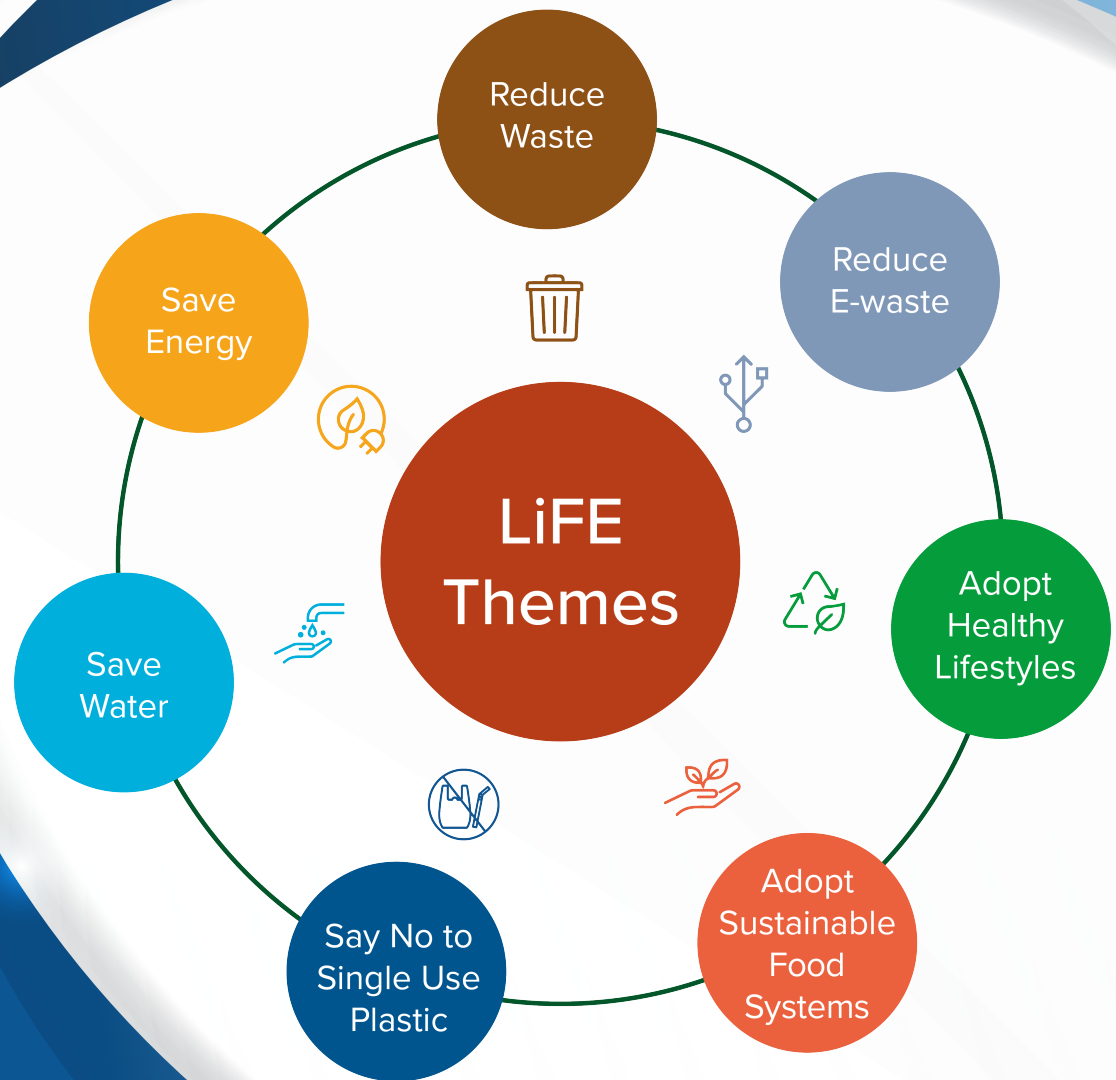 Reduce
Waste
Reduce
E-waste
Adopt
Healthy
Lifestyles
Adopt
Sustainable
Food
Systems
Say No to
Single Use
Plastic
Save
Water
Save
Energy
LiFE
Themes